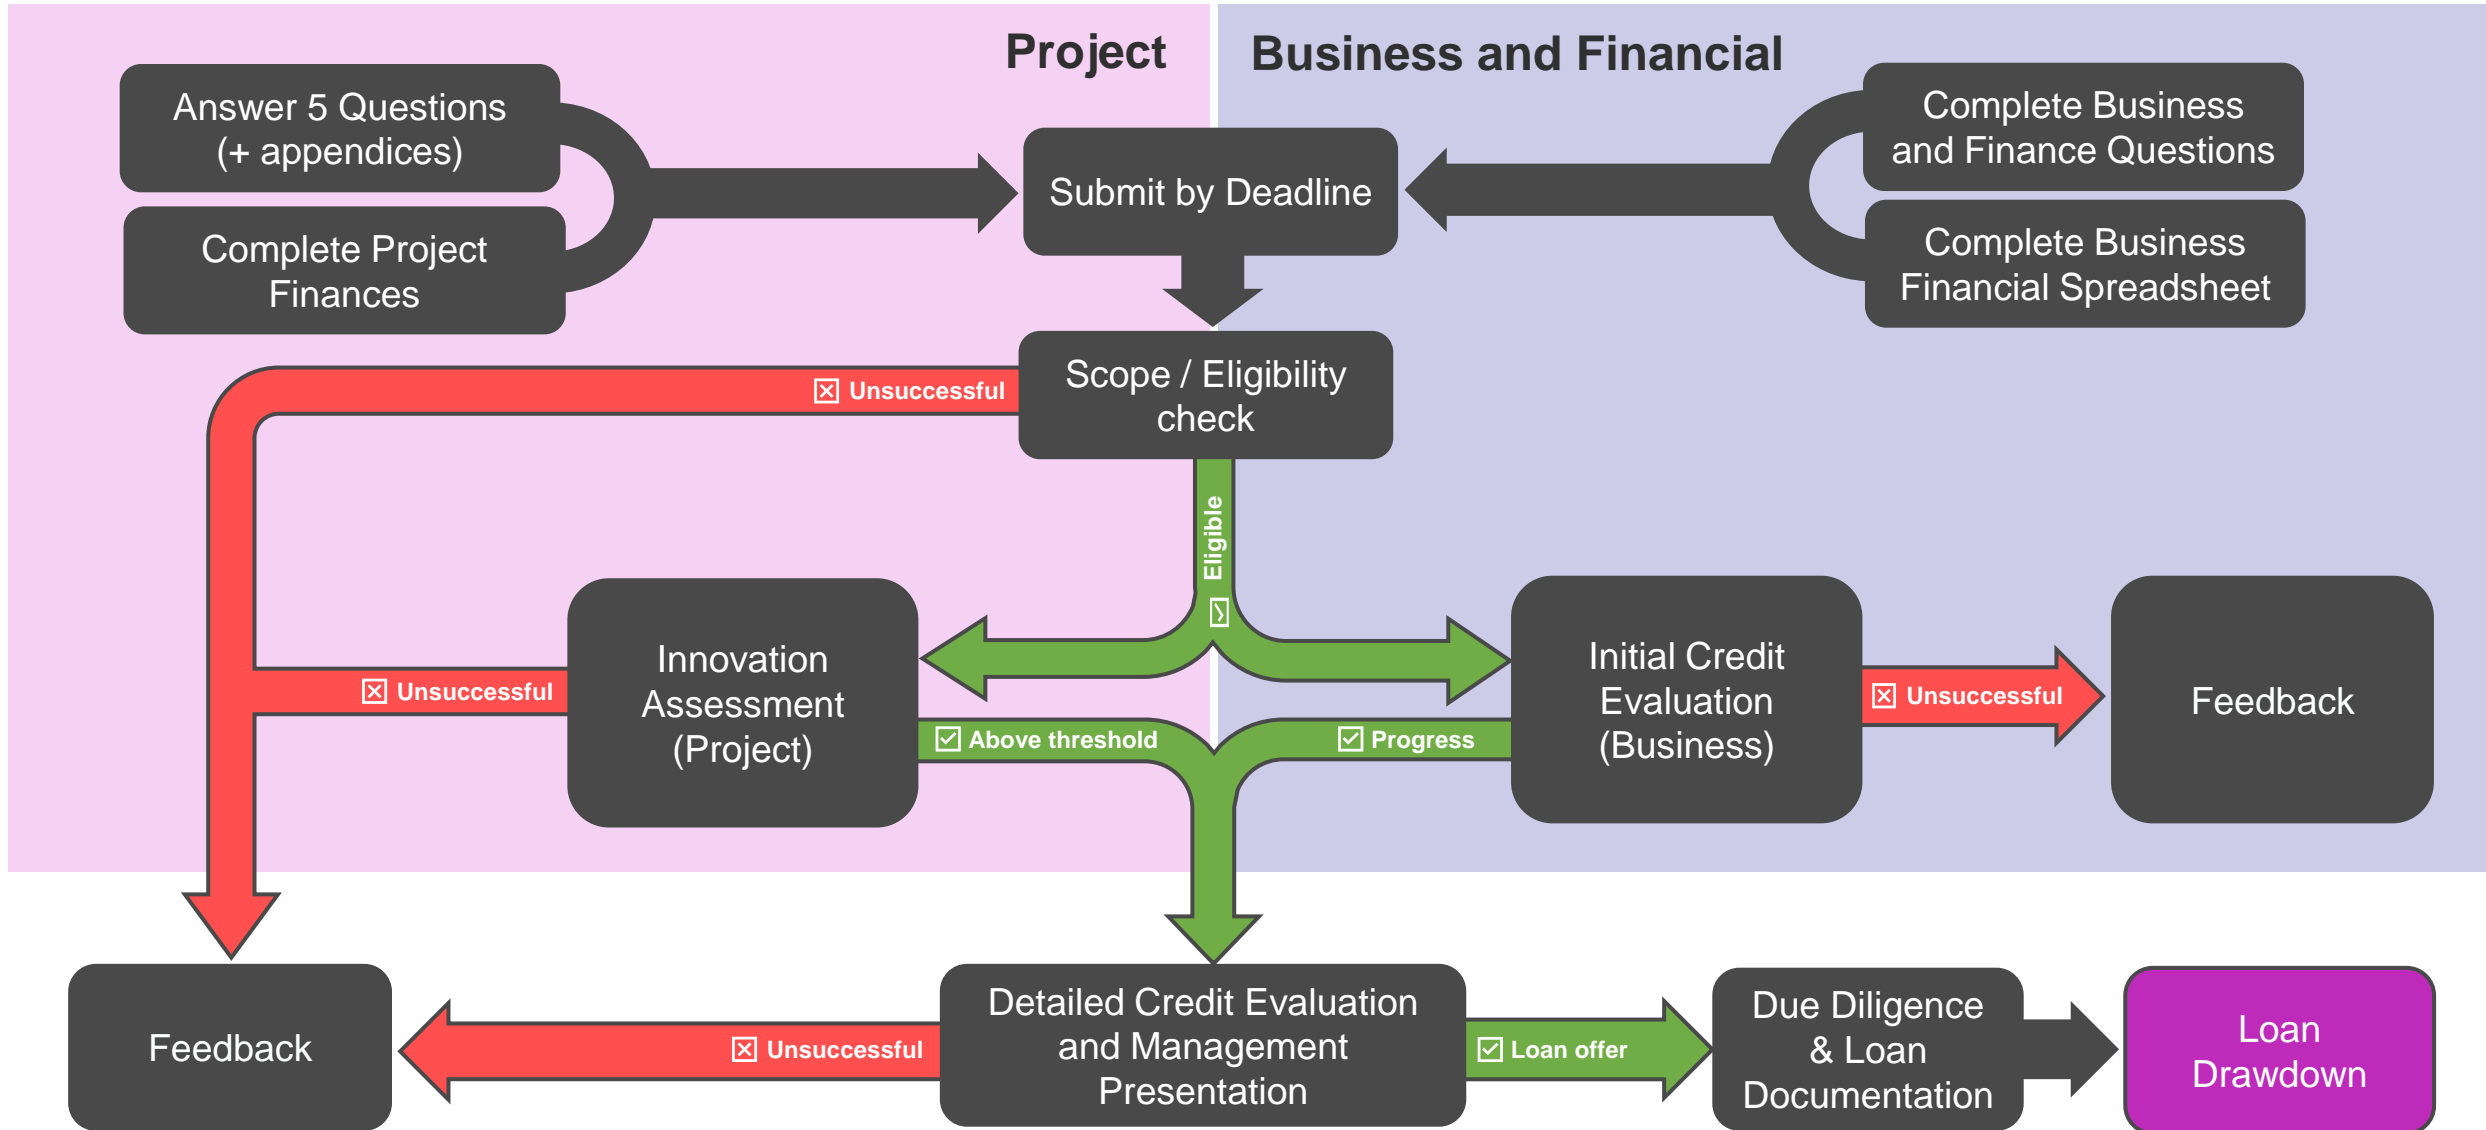 Project
Business and Financial
Answer 5 Questions
(+ appendices)
Complete Project
Finances
Submit by Deadline
Complete Business
and Finance Questions
Complete Business
Financial Spreadsheet
Scope / Eligibility
check
Unsuccessful
Eligible
Innovation
Assessment
(Project)
Unsuccessful
Above threshold
Progress
Initial Credit
Evaluation
(Business)
Unsuccessful
Feedback
Feedback
Unsuccessful
Detailed Credit Evaluation
and Management
Presentation
Loan offer
Due Diligence
& Loan
Documentation
Loan
Drawdown